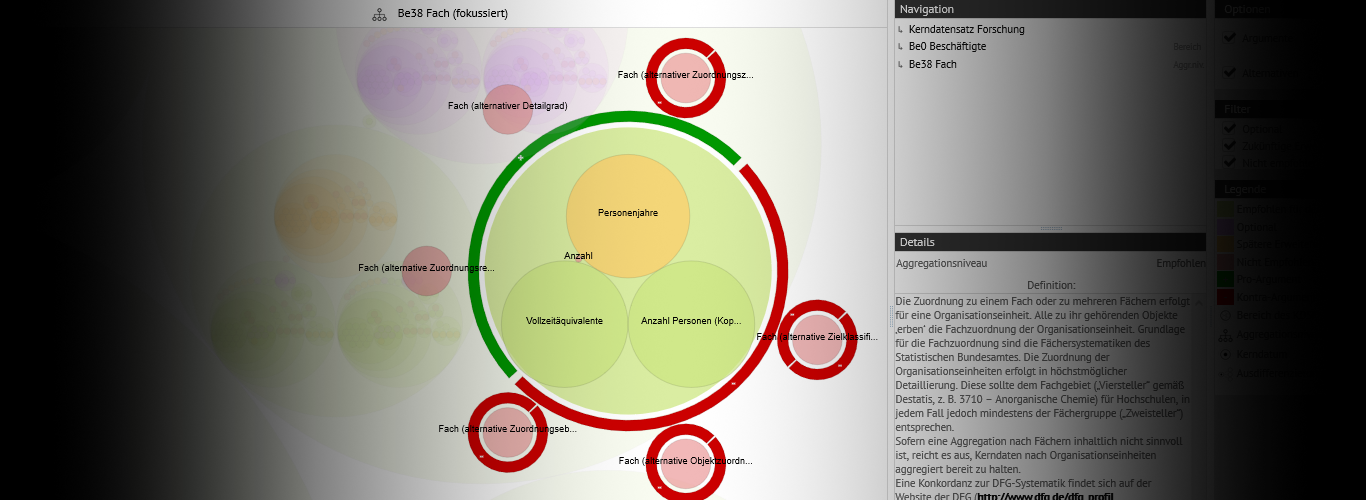 Be38 Fach (fokussiert)
Fach (alternativer Zuordnungsz...
Fach (alternativer Detailgrad)
Personenjahre
Anzahl
Fach (alternative Zuordnungsre...
Vollzeitäquivalente
Anzahl Personen (Kop...
Fach (alternative Zielklassifi...
Fach (alternative Zuordnungseb...
Fach (alternative Objektzuordn...
Navigation
↳ Kerndatensatz Forschung
↳ Be0 Beschäftigte Bereich
↳ Be38 Fach
Details
Aggregationsniveau Empfohlen
Definition:
Die Zuordnung zu einem Fach oder zu mehreren Fächern erfolgt
für eine Organisationseinheit. Alle zu ihr gehörenden Objekte
‚erben' die Fachzuordnung der Organisationseinheit. Grundlage
für die Fachzuordnung sind die Fächersystematiken des
Statistischen Bundesamtes. Die Zuordnung der
Organisationseinheiten erfolgt in höchstmöglicher
Detaillierung. Diese sollte dem Fachgebiet („Viersteller“ gemäß
Destatis, z. B. 3710 – Anorganische Chemie) für Hochschulen, in
jedem Fall jedoch mindestens der Fächergruppe („Zweisteller“)
entsprechen.
Sofern eine Aggregation nach Fächern inhaltlich nicht sinnvoll
ist, reicht es aus, Kerndaten nach Organisationseinheiten
aggregiert bereit zu halten.
Eine Konkordanz zur DFG-Systematik findet sich auf der
Website der DFG (http://www.dfg.de/dfg_profil
Optionen
Filter
Legende